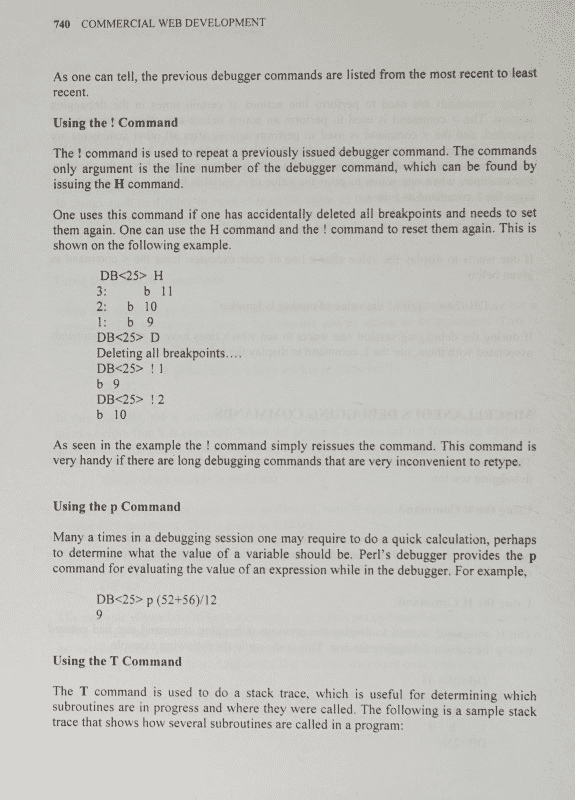 740 COMMERCIAL WEB DEVELOPMENT
As one can tell, the previous debugger commands are listed from the most recent to least
recent.
Using the ! Command
The ! command is used to repeat a previously issued debugger command. The commands
only argument is the line number of the debugger command, which can be found by
issuing the H command.
One uses this command if one has accidentally deleted all breakpoints and needs to set
them again. One can use the H command and the ! command to reset them again. This is
shown on the following example.
DB<25> H
3: b 11
2: b 10
1: b 9
DB<25> D
Deleting all breakpoints....
DB<25> ! 1
b 9
DB<25> ! 2
b 10
As seen in the example the ! command simply reissues the command. This command is
very handy if there are long debugging commands that are very inconvenient to retype.
Using the p Command
Many a times in a debugging session one may require to do a quick calculation, perhaps
to determine what the value of a variable should be. Perl's debugger provides the p
command for evaluating the value of an expression while in the debugger. For example,
DB<25> p (52+56)/12
9
Using the T Command
The T command is used to do a stack trace, which is useful for determining which
subroutines are in progress and where they were called. The following is a sample stack
trace that shows how several subroutines are called in a program: